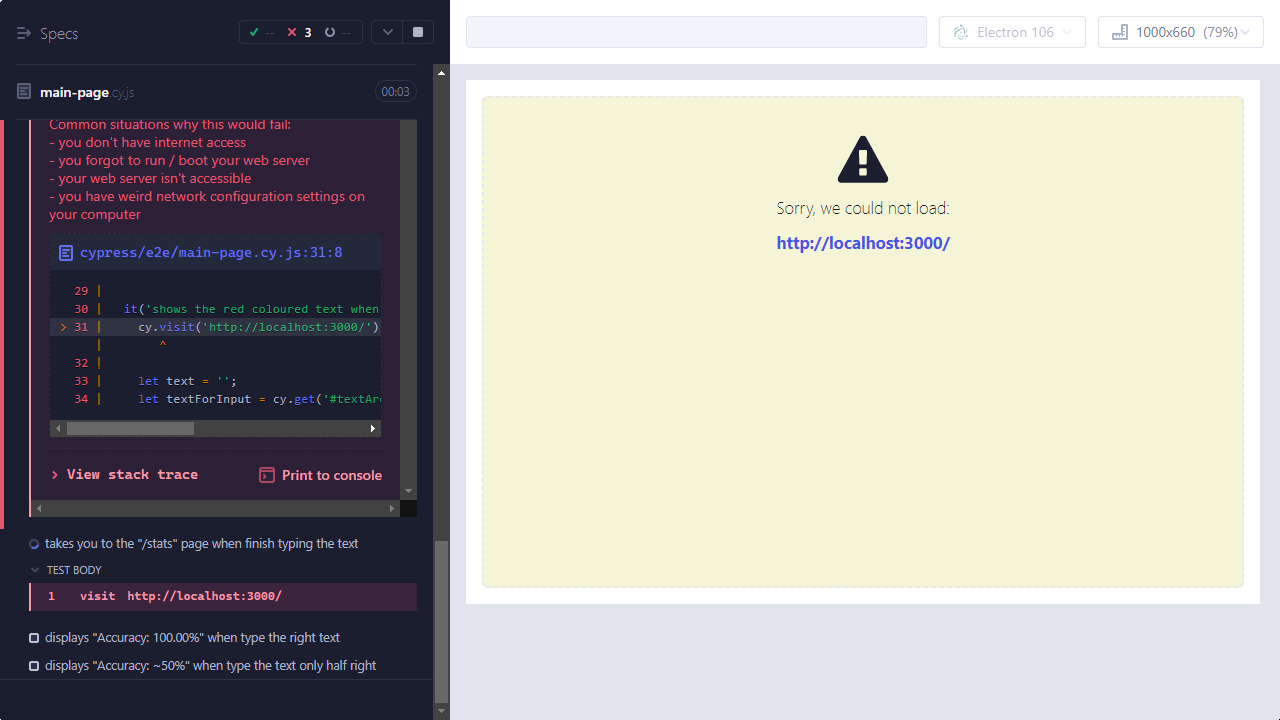 Specs
-- 3 --
Electron 106
1000x660 (79%)
main-page.cy.js
00:03
Common situations why this would fail:
- you don't have internet access
- you forgot to run / boot your web server
- your web server isn't accessible
- you have weird network configuration settings on
your computer
cypress/e2e/main-page.cy.js:31:8
29 |
30 | it('shows the red coloured text when
> 31 | cy.visit('http://localhost:3000/')
| ^
32 |
33 | let text = '';
34 | let textForInput = cy.get('#textAr
> View stack trace
Print to console
takes you to the "/stats" page when finish typing the text
TEST BODY
1 visit http://localhost:3000/
displays "Accuracy: 100.00%" when type the right text
displays "Accuracy: ~50%" when type the text only half right
Sorry, we could not load:
http://localhost:3000/